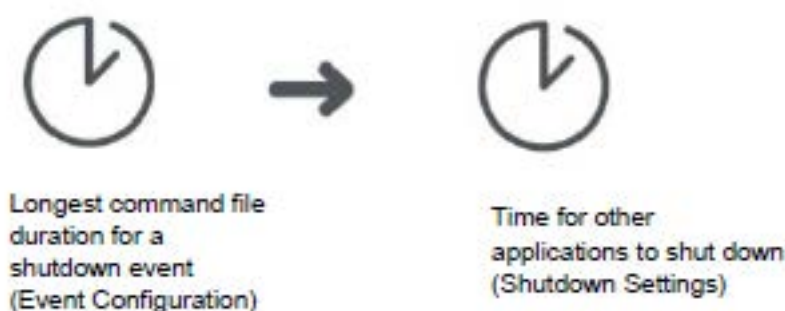 Longest command file
duration for a
shutdown event
(Event Configuration)
Time for other
applications to shut down
(Shutdown Settings)